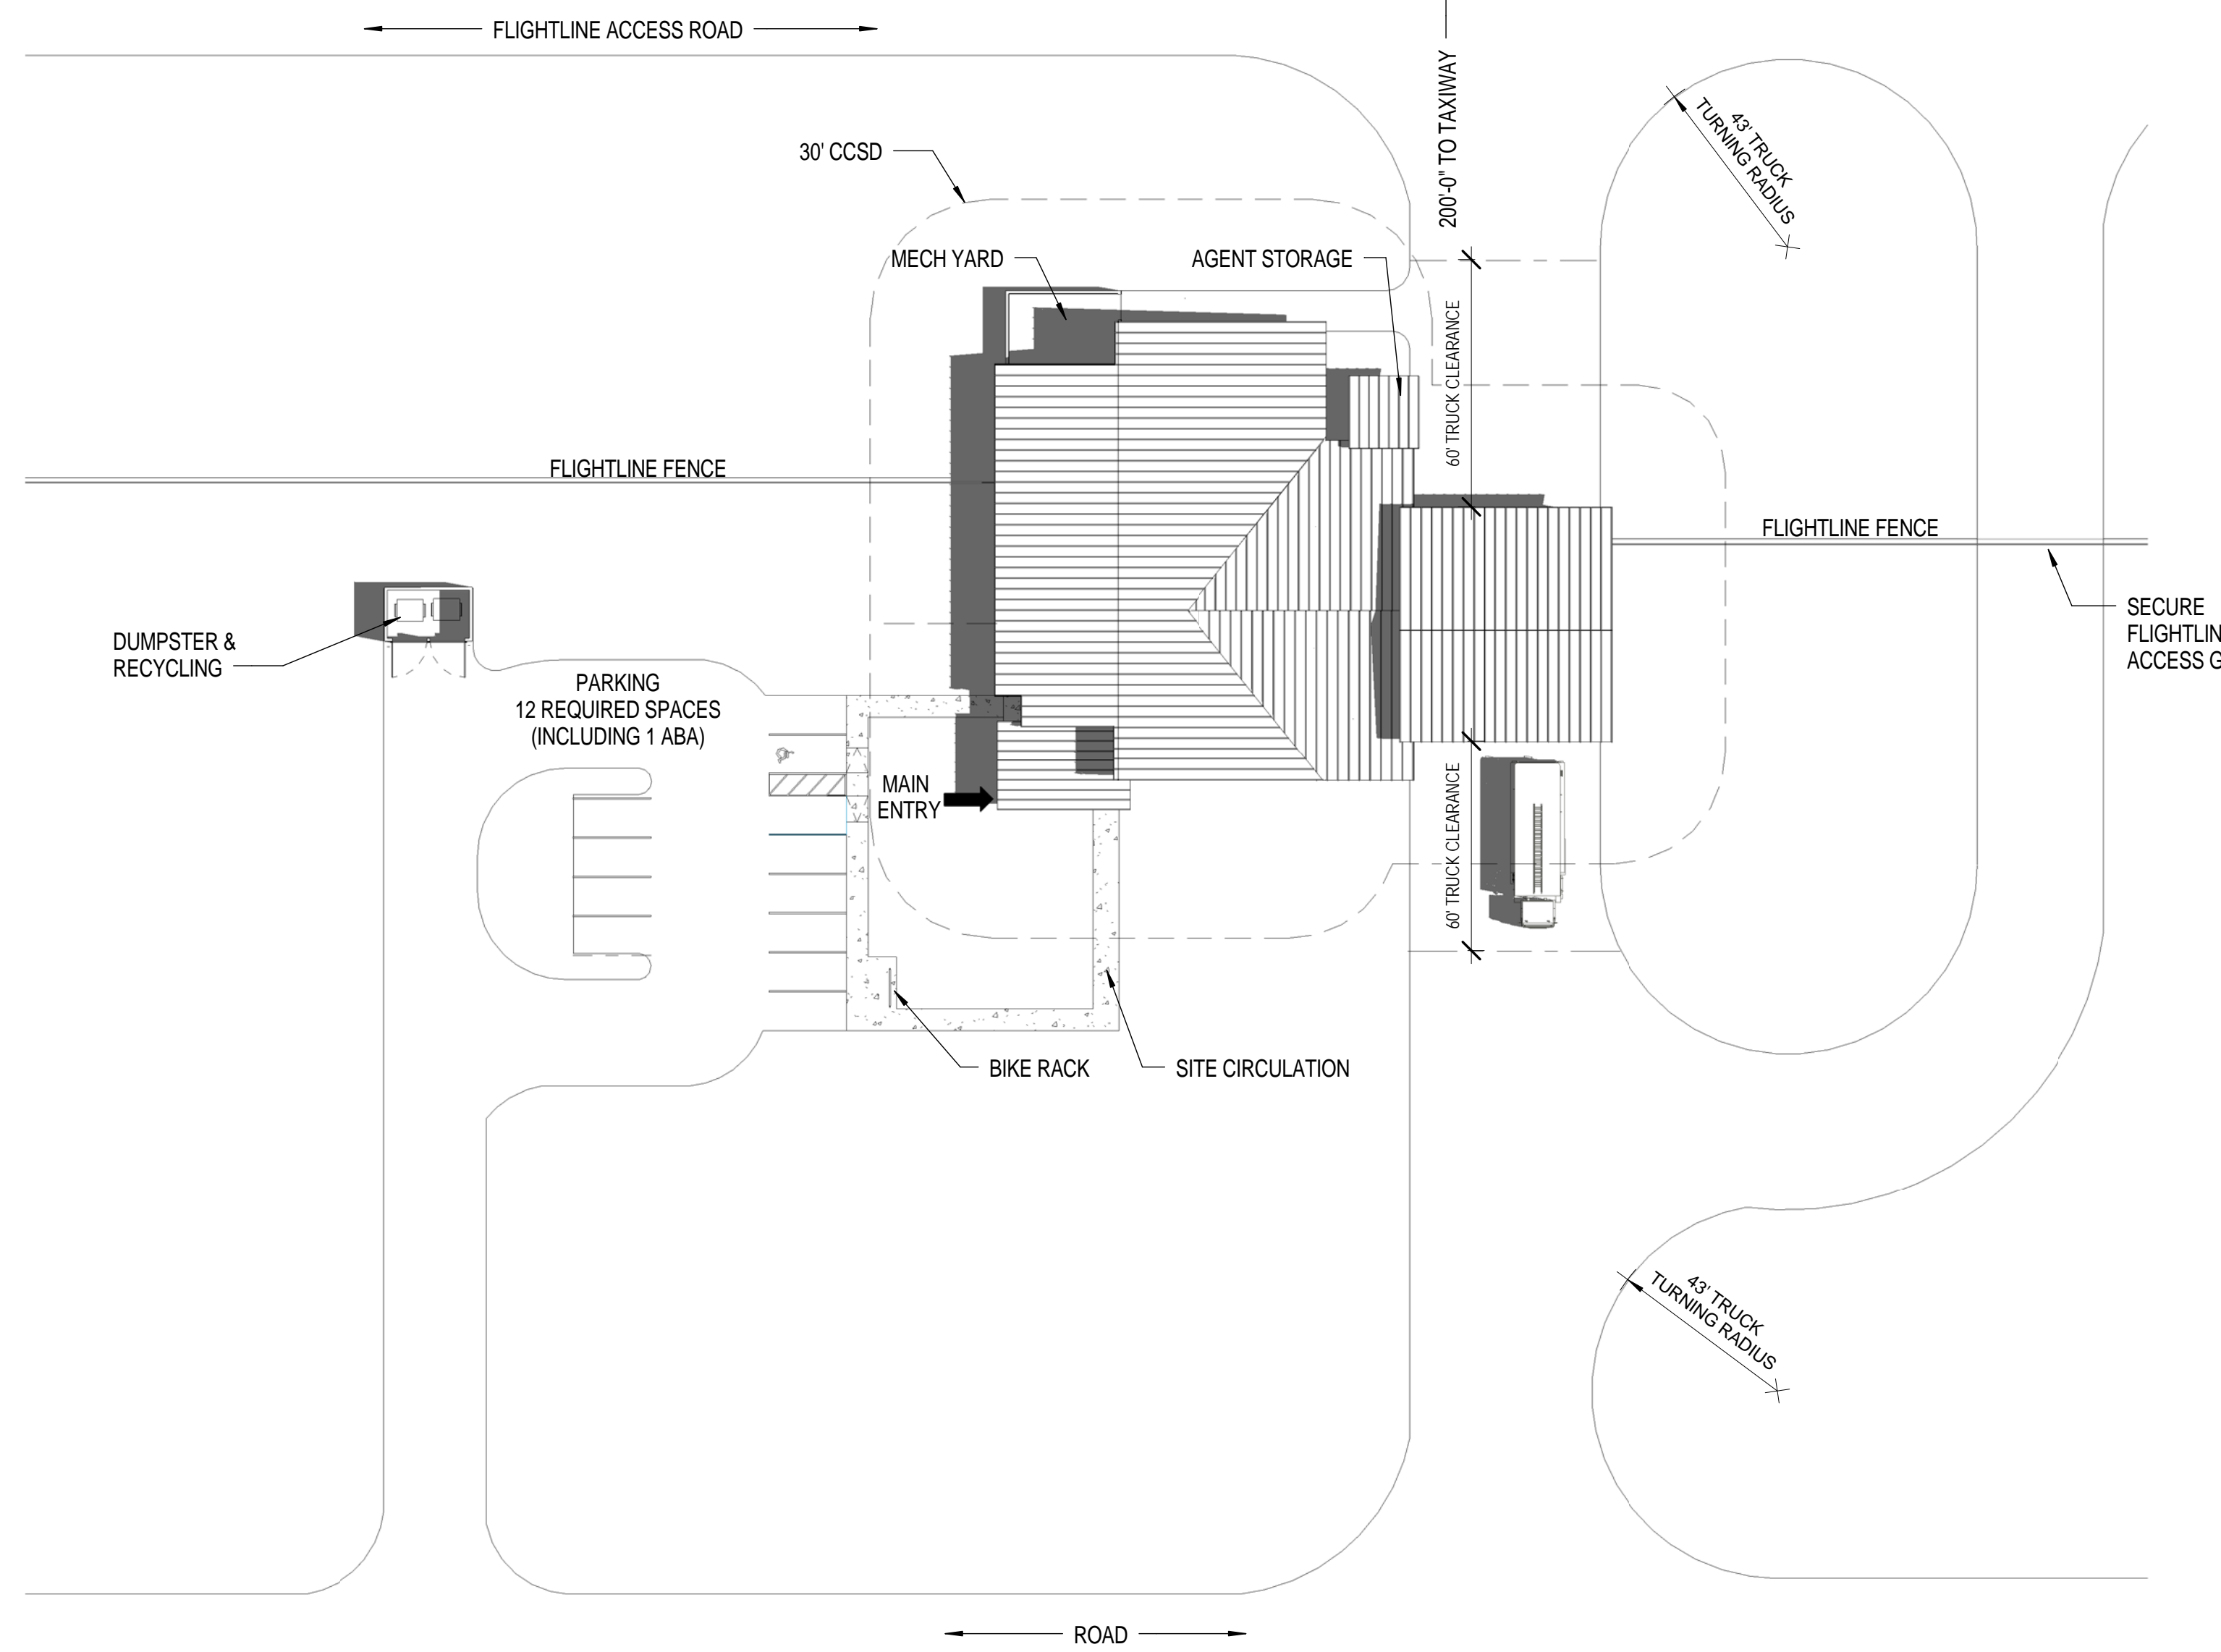 FLIGHTLINE ACCESS ROAD
200'-0" TO TAXIWAY
43' TRUCK
TURNING RADIUS
30' CCSD
MECH YARD
AGENT STORAGE
60' TRUCK CLEARANCE
FLIGHTLINE FENCE
FLIGHTLINE FENCE
SECURE
FLIGHTLIN
ACCESS G
DUMPSTER &
RECYCLING
PARKING
12 REQUIRED SPACES
(INCLUDING 1 ABA)
MAIN
ENTRY
60' TRUCK CLEARANCE
BIKE RACK
SITE CIRCULATION
43' TRUCK
TURNING RADIUS
ROAD